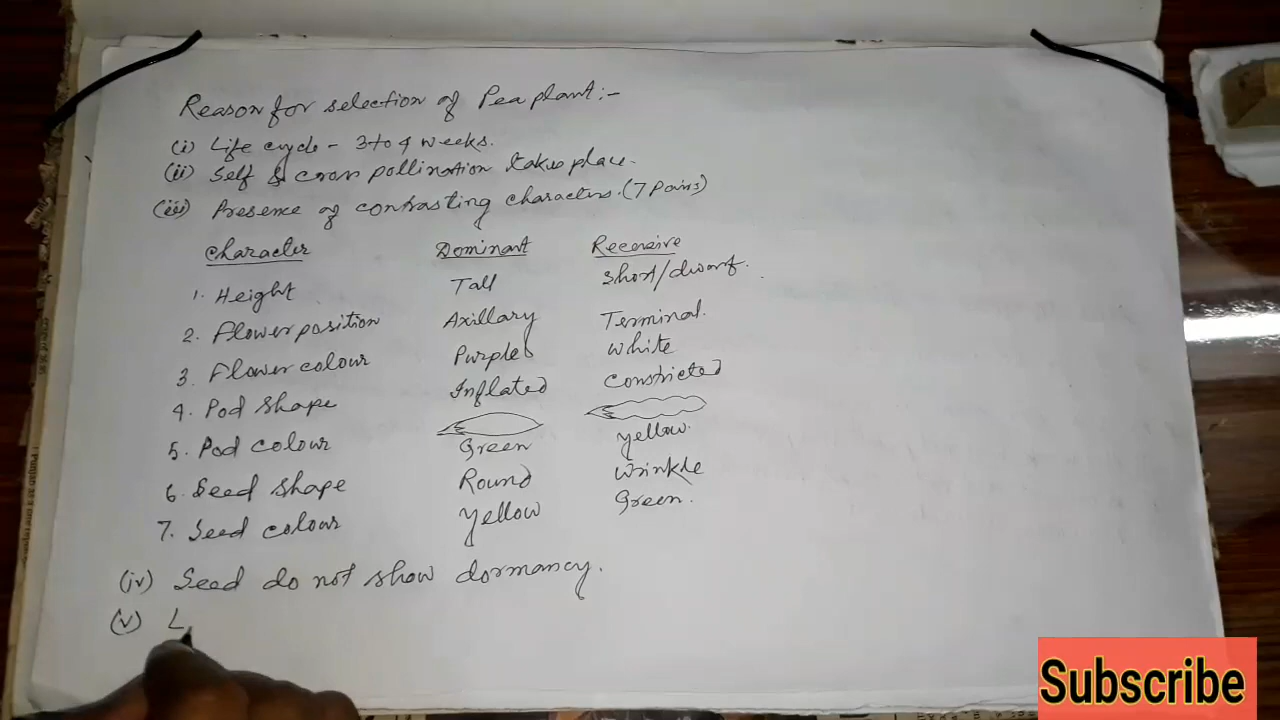 Reason for selection of Pea plant:-
(i) Life cycle - 3 to 4 weeks.
(ii) Self & cross pollination takes place.
(iii) Presence of contrasting characters. (7 pairs)
Character Dominant Recessive
1. Height Tall Short/dwarf.
2. Flower position Axillary Terminal.
3. Flower colour Purple White
4. Pod shape Inflated Constricted
5. Pod colour Green Yellow.
6. Seed shape Round Wrinkle
7. Seed colour Yellow Green.
(iv) Seed do not show dormancy.
(v) L
Subscribe